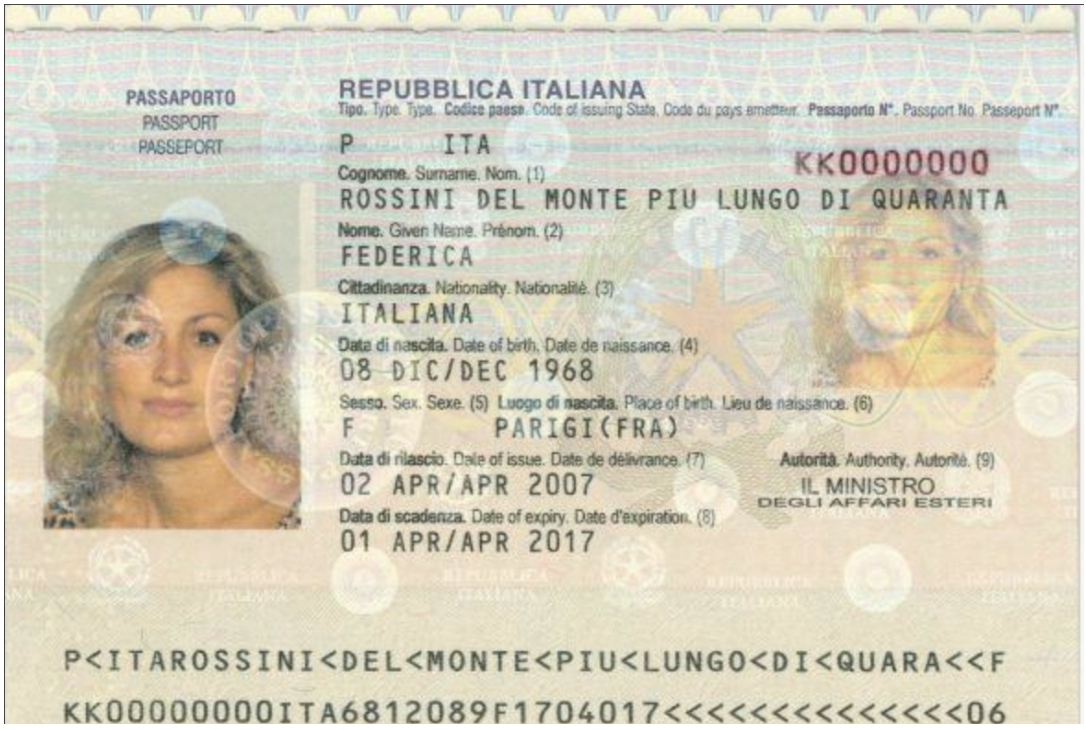 PASSAPORTO
PASSPORT
PASSEPORT
REPUBBLICA ITALIANA
Tipo. Type. Type. Codice paese. Code of issuing State. Code du pays emetteur. Passaporto N°. Passport No. Passeport N°.
P ITA
KK0000000
Cognome. Surname. Nom. (1)
ROSSINI DEL MONTE PIU LUNGO DI QUARANTA
Nome. Given Name. Prénom. (2)
FEDERICA
Cittadinanza. Nationality. Nationalité. (3)
ITALIANA
Data di nascita. Date of birth. Date de naissance. (4)
08 DIC/DEC 1968
Sesso. Sex. Sexe. (5) Luogo di nascita. Place of birth. Lieu de naissance. (6)
F PARIGI(FRA)
Data di rilascio. Date of issue. Date de délivrance. (7)
02 APR/APR 2007
Autorità. Authority. Autorité. (9)
IL MINISTRO
DEGLI AFFARI ESTERI
Data di scadenza. Date of expiry. Date d'expiration. (8)
01 APR/APR 2017
REPUBBLICA
ITALIANA
P<ITAROSSINI<DEL<MONTE<PIU<LUNGO<DI<QUARA<<F
KK00000000ITA6812089F1704017<<<<<<<<<<<<<<06